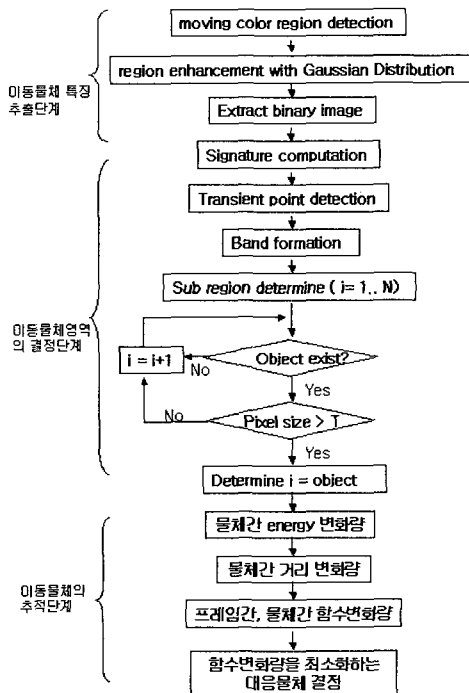 moving color region detection
region enhancement with Gaussian Distribution
이동물체 특징
추출단계
Extract binary image
Signature computation
Transient point detection
Band formation
Sub region determine ( i= 1.. N)
이동물체영역
의 결정단계
i = i+1
Object exist?
No
Yes
No
Pixel size > T
Yes
Determine i = object
물체간 energy 변화량
물체간 거리 변화량
이동물체의
추적단계
프레임간, 물체간 함수변화량
함수변화량을 최소화하는
대응물체 결정